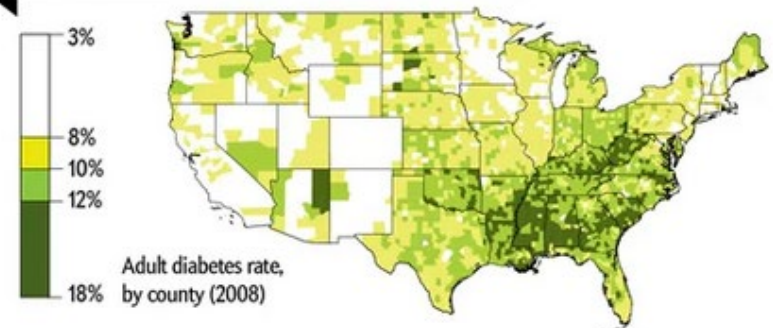 3%
8%
10%
12%
18%
Adult diabetes rate,
by county (2008)